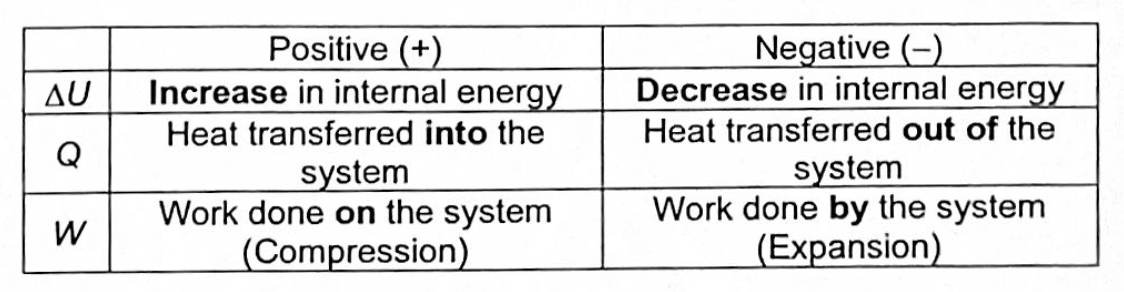 Positive (+) Negative (–)
ΔU Increase in internal energy Decrease in internal energy
Q Heat transferred into the system Heat transferred out of the system
W Work done on the system (Compression) Work done by the system (Expansion)